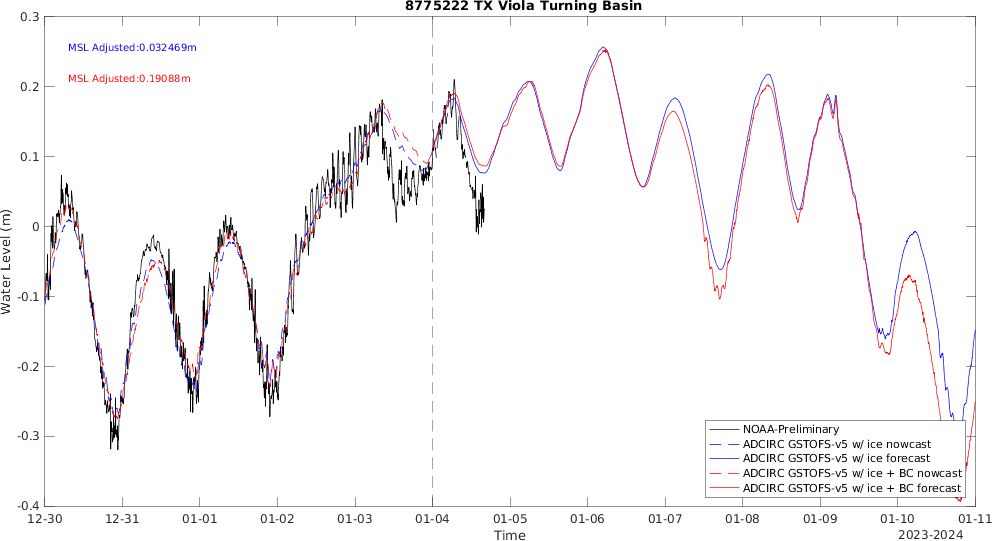 8775222 TX Viola Turning Basin
MSL Adjusted:0.032469m
MSL Adjusted:0.19088m
Water Level (m)
0.3
0.2
0.1
0
-0.1
-0.2
-0.3
-0.4
NOAA-Preliminary
ADCIRC GSTOFS-v5 w/ ice nowcast
ADCIRC GSTOFS-v5 w/ ice forecast
ADCIRC GSTOFS-v5 w/ ice + BC nowcast
ADCIRC GSTOFS-v5 w/ ice + BC forecast
12-30 12-31 01-01 01-02 01-03 01-04 01-05 01-06 01-07 01-08 01-09 01-10 01-11
Time
2023-2024